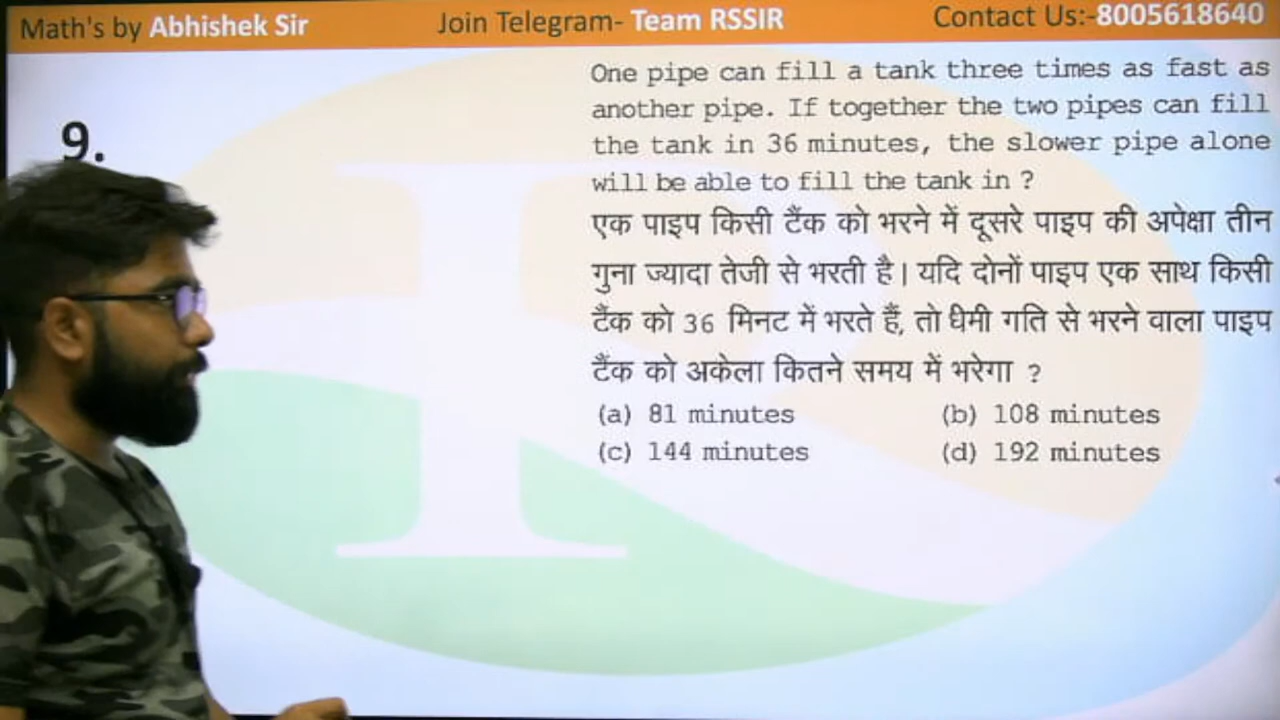 Math's by Abhishek Sir
Join Telegram- Team RSSIR
Contact Us:-8005618640
9.
One pipe can fill a tank three times as fast as
another pipe. If together the two pipes can fill
the tank in 36 minutes, the slower pipe alone
will be able to fill the tank in ?
एक पाइप किसी टैंक को भरने में दूसरे पाइप की अपेक्षा तीन
गुना ज्यादा तेजी से भरती है। यदि दोनों पाइप एक साथ किसी
टैंक को 36 मिनट में भरते हैं, तो धीमी गति से भरने वाला पाइप
टैंक को अकेला कितने समय में भरेगा ?
(a) 81 minutes
(b) 108 minutes
(c) 144 minutes
(d) 192 minutes